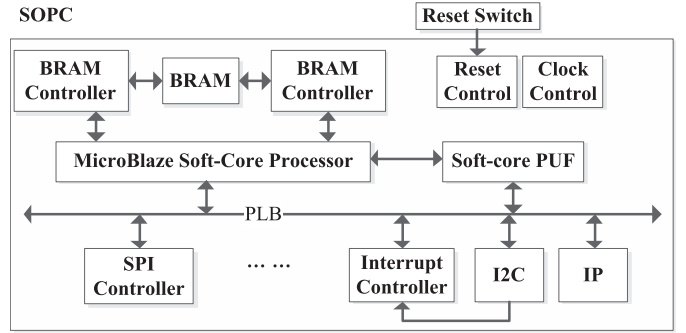 SOPC
Reset Switch
BRAM
Controller
BRAM
BRAM
Controller
Reset
Control
Clock
Control
MicroBlaze Soft-Core Processor
Soft-core PUF
PLB
SPI
Controller
... ...
Interrupt
Controller
I2C
IP